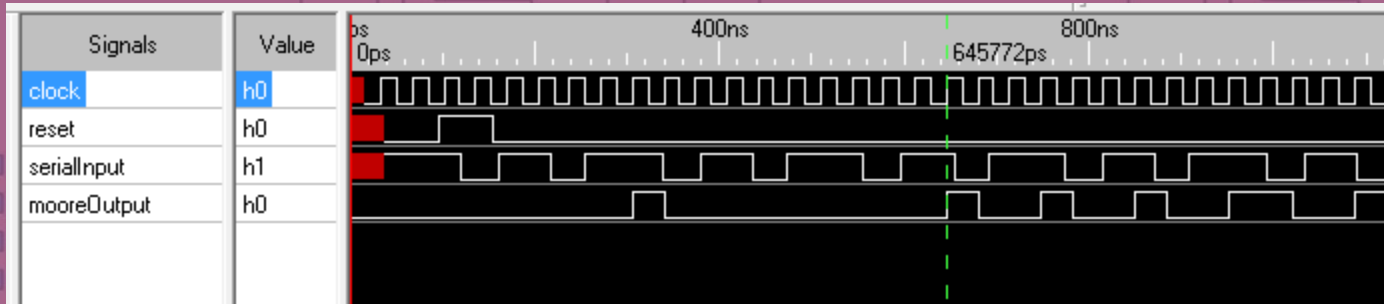 Signals
Value
ps
0ps
400ns
800ns
645772ps
clock
h0
reset
h0
serialInput
h1
mooreOutput
h0